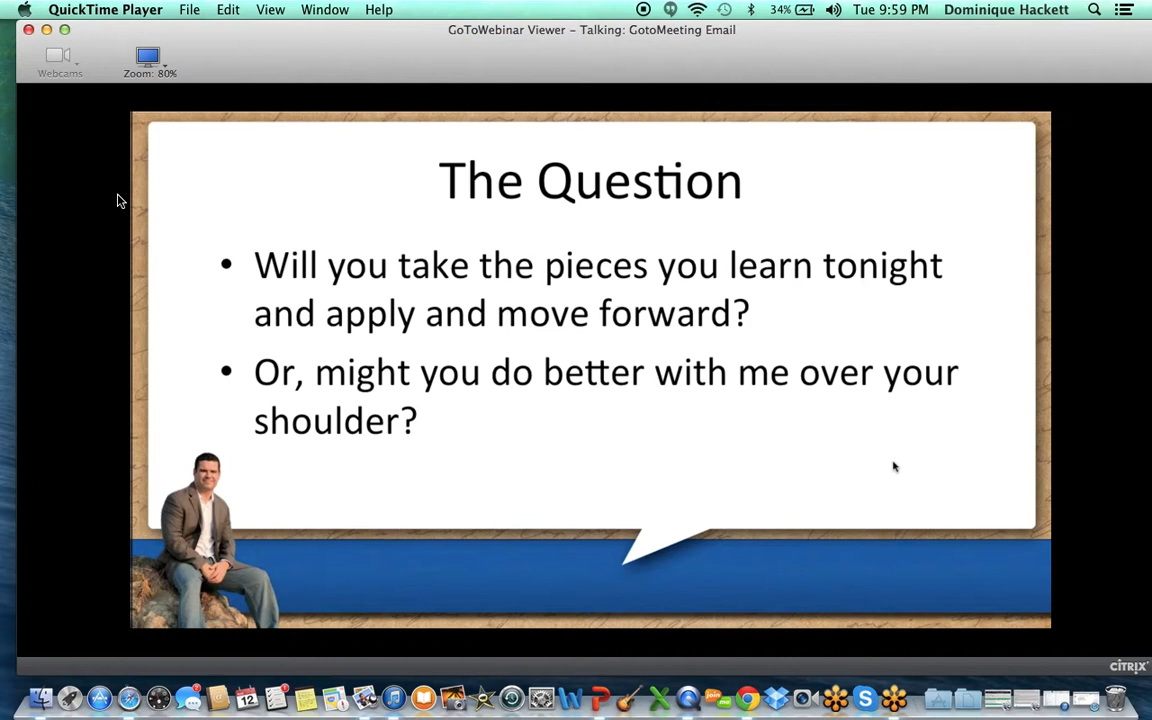 QuickTime Player File Edit View Window Help 34% Tue 9:59 PM Dominique Hackett
GoToWebinar Viewer – Talking: GotoMeeting Email
Webcams Zoom: 80%
The Question
• Will you take the pieces you learn tonight
and apply and move forward?
• Or, might you do better with me over your
shoulder?
CITRIX